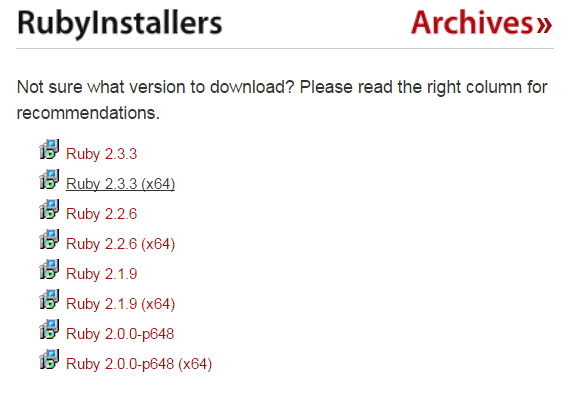 RubyInstallers Archives»
Not sure what version to download? Please read the right column for
recommendations.
Ruby 2.3.3
Ruby 2.3.3 (x64)
Ruby 2.2.6
Ruby 2.2.6 (x64)
Ruby 2.1.9
Ruby 2.1.9 (x64)
Ruby 2.0.0-p648
Ruby 2.0.0-p648 (x64)